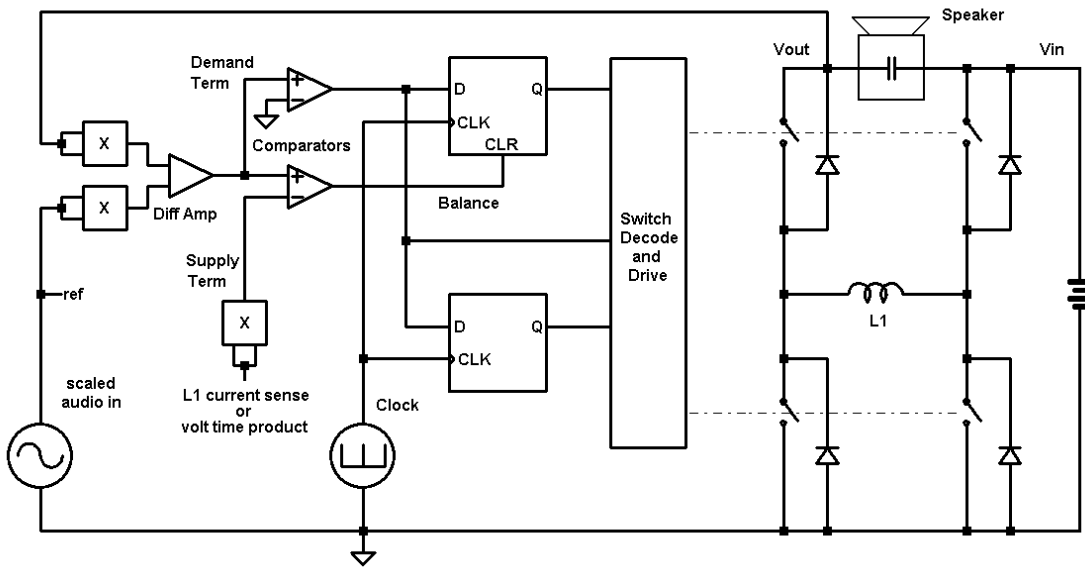 Speaker
Vout
Vin
Demand
Term
+
−
D
Q
CLK
CLR
X
Comparators
+
−
X
Diff Amp
Balance
Supply
Term
Switch
Decode
and
Drive
ref
X
D
Q
CLK
L1
scaled
audio in
L1 current sense
or
volt time product
Clock